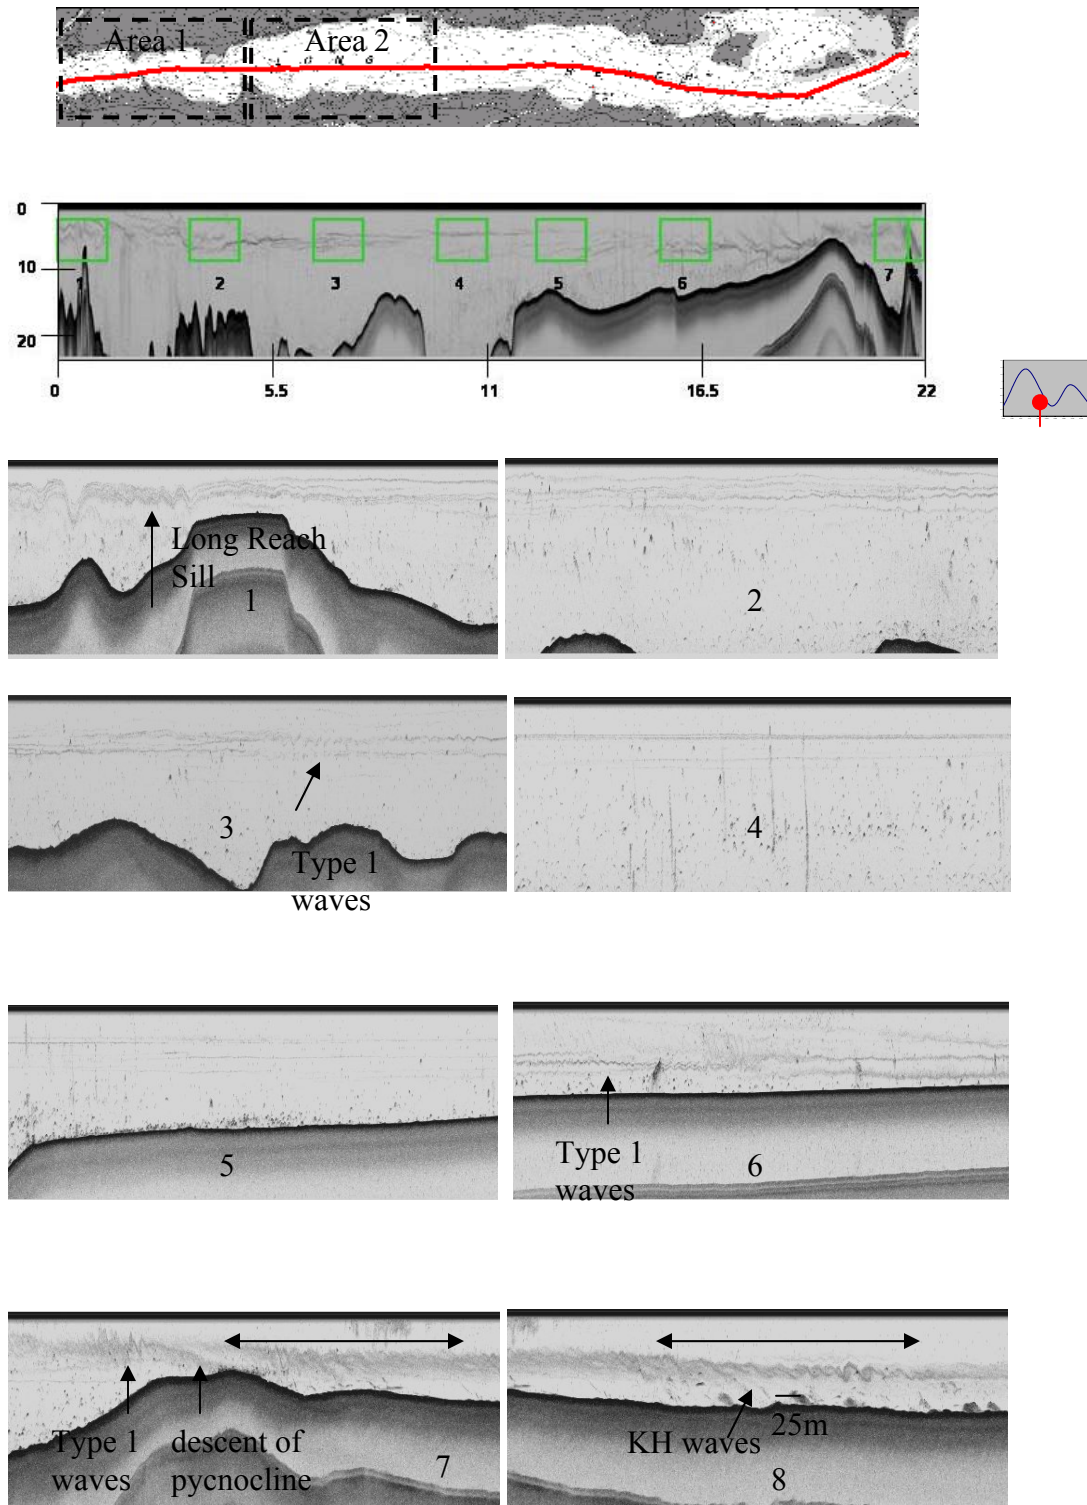 Area 1 Area 2
L O N G
R E A C H
0
10
20
1 2 3 4 5 6 7
0 5.5 11 16.5 22
Long Reach
Sill
1
2
3
Type 1
waves
4
5
Type 1
waves
6
Type 1
waves
descent of
pycnocline
7
KH waves
25m
8